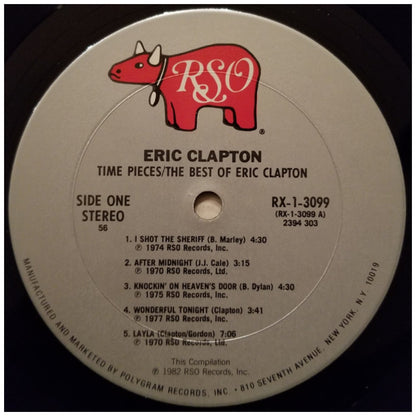 RSO
®
ERIC CLAPTON
TIME PIECES/THE BEST OF ERIC CLAPTON
SIDE ONE
STEREO
56
RX-1-3099
(RX-1-3099 A)
2394 303
1. I SHOT THE SHERIFF (B. Marley) 4:30
℗ 1974 RSO Records, Inc.
2. AFTER MIDNIGHT (J.J. Cale) 3:15
℗ 1970 RSO Records, Ltd.
3. KNOCKIN' ON HEAVEN'S DOOR (B. Dylan) 4:30
℗ 1975 RSO Records, Inc.
4. WONDERFUL TONIGHT (Clapton) 3:41
℗ 1977 RSO Records, Inc.
5. LAYLA (Clapton/Gordon) 7:06
℗ 1970 RSO Records, Ltd.
This Compilation
℗ 1982 RSO Records, Inc.
MANUFACTURED AND MARKETED BY POLYGRAM RECORDS, INC. • 810 SEVENTH AVENUE, NEW YORK, N.Y. 10019